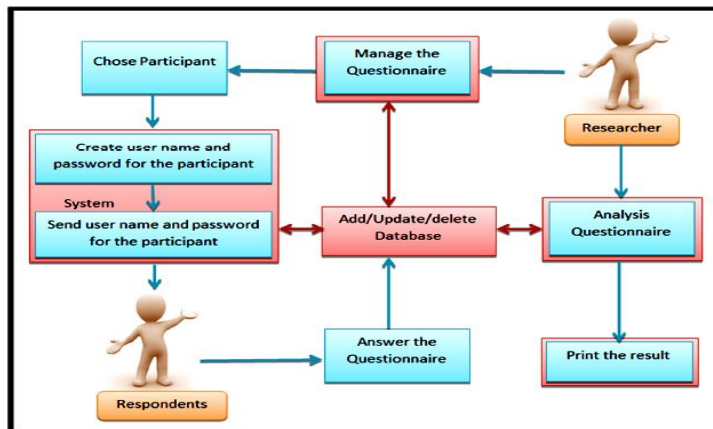 Chose Participant
Manage the
Questionnaire
Researcher
Create user name and
password for the participant
System
Send user name and password
for the participant
Add/Update/delete
Database
Analysis
Questionnaire
Answer the
Questionnaire
Print the result
Respondents